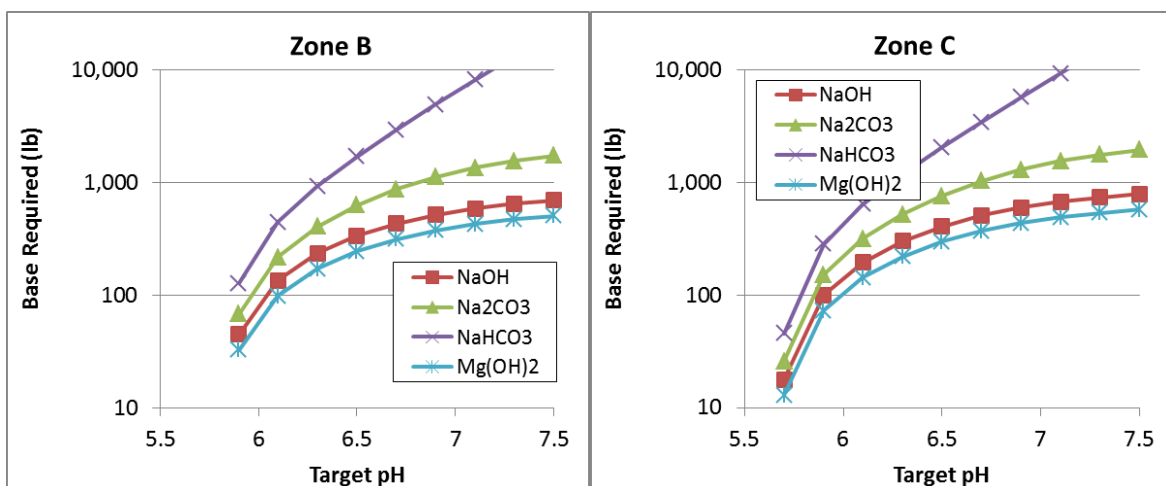 Zone B
10,000
1,000
100
10
Base Required (lb)
5.5 6 6.5 7 7.5
Target pH
NaOH
Na2CO3
NaHCO3
Mg(OH)2
Zone C
10,000
1,000
100
10
Base Required (lb)
5.5 6 6.5 7 7.5
Target pH
NaOH
Na2CO3
NaHCO3
Mg(OH)2